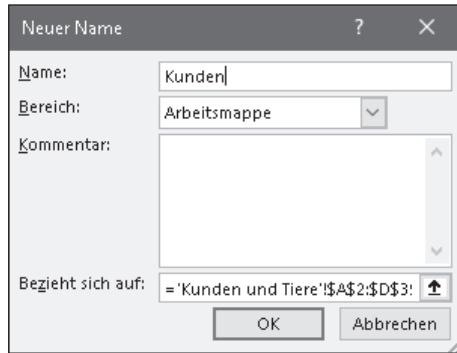 Neuer Name ? ×
Name: Kunden
Bereich: Arbeitsmappe
Kommentar:
Bezieht sich auf: ='Kunden und Tiere'!$A$2:$D$3
OK Abbrechen